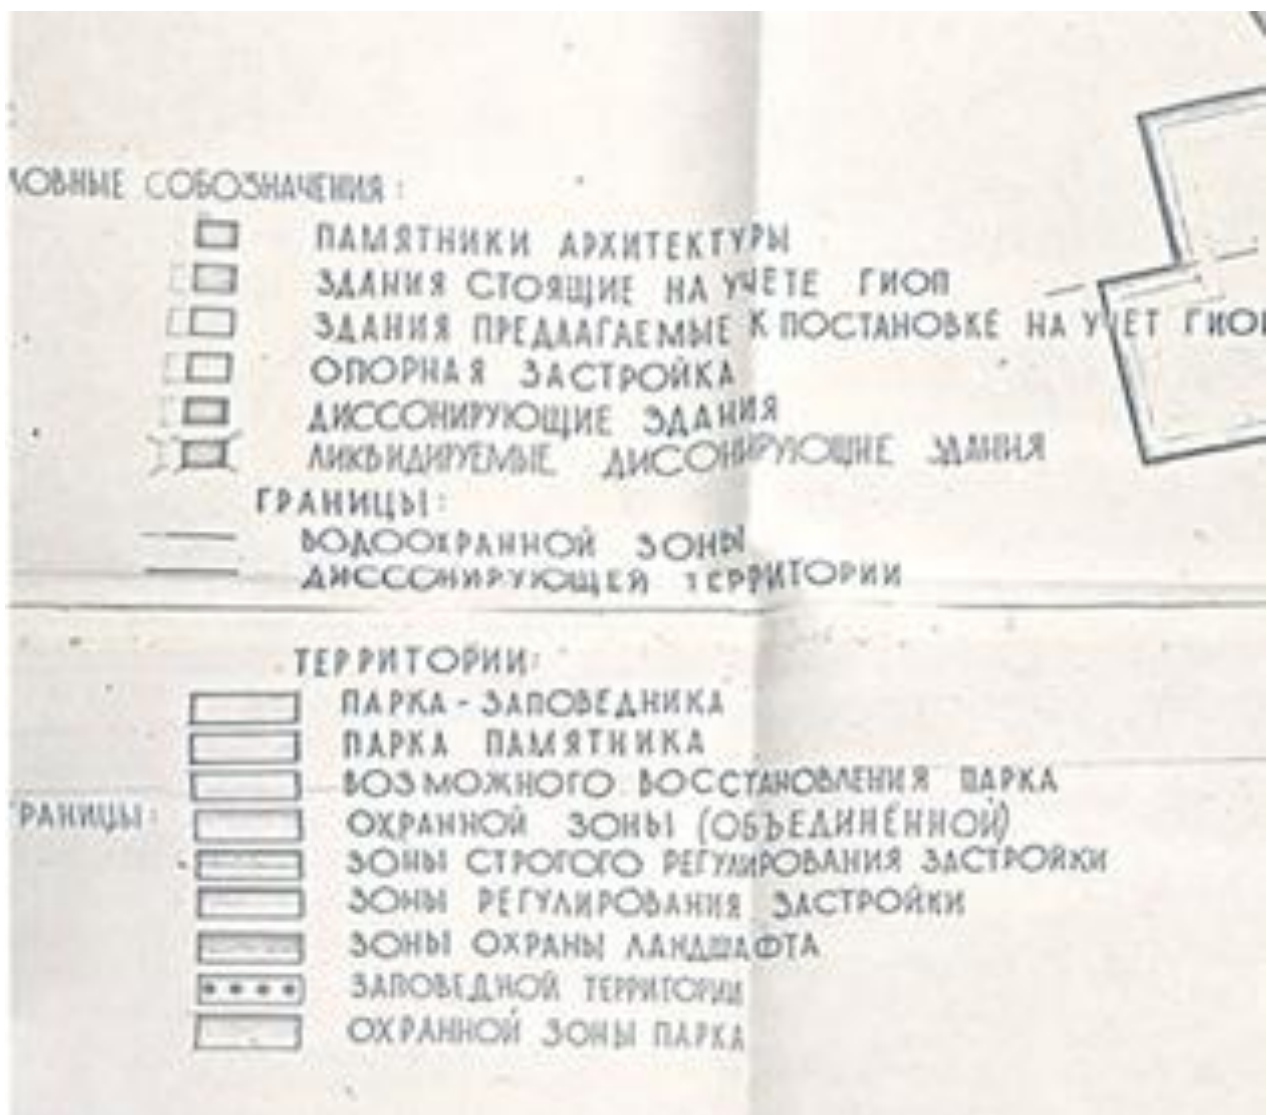 ЛОВНЫЕ СОБОЗНАЧЕНИЯ:
ПАМЯТНИКИ АРХИТЕКТУРЫ
ЗДАНИЯ СТОЯЩИЕ НА УЧЕТЕ ГИОП
ЗДАНИЯ ПРЕДЛАГАЕМЫЕ К ПОСТАНОВКЕ НА УЧЕТ ГИОП
ОПОРНАЯ ЗАСТРОЙКА
ДИССОНИРУЮЩИЕ ЗДАНИЯ
ЛИКВИДИРУЕМЫЕ ДИСОНИРУЮЩИЕ ЗДАНИЯ
ГРАНИЦЫ:
ВОДООХРАННОЙ ЗОНЫ
ДИССОНИРУЮЩЕЙ ТЕРРИТОРИИ
ТЕРРИТОРИИ:
ПАРКА-ЗАПОВЕДНИКА
ПАРКА ПАМЯТНИКА
ВОЗМОЖНОГО ВОССТАНОВЛЕНИЯ ПАРКА
РАНИЦЫ:
ОХРАННОЙ ЗОНЫ (ОБЪЕДИНЁННОЙ)
ЗОНЫ СТРОГОГО РЕГУЛИРОВАНИЯ ЗАСТРОЙКИ
ЗОНЫ РЕГУЛИРОВАНИЯ ЗАСТРОЙКИ
ЗОНЫ ОХРАНЫ ЛАНДШАФТА
ЗАПОВЕДНОЙ ТЕРРИТОРИИ
ОХРАННОЙ ЗОНЫ ПАРКА